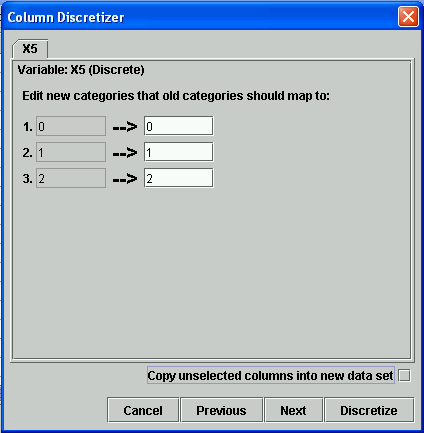 Column Discretizer
X5
Variable: X5 (Discrete)
Edit new categories that old categories should map to:
1. 0 --> 0
2. 1 --> 1
3. 2 --> 2
Copy unselected columns into new data set
Cancel Previous Next Discretize